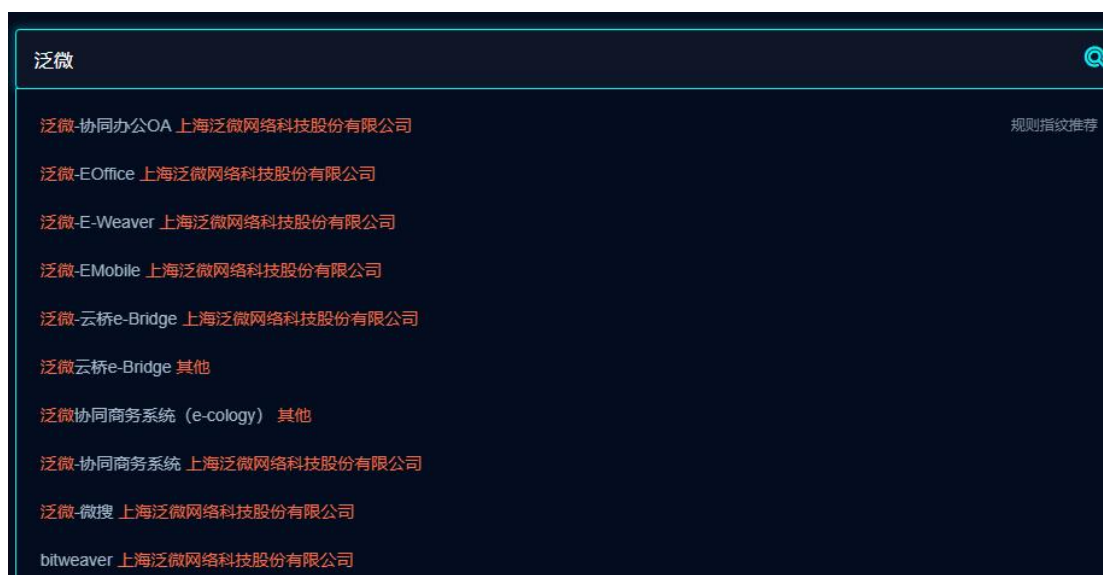 泛微
泛微-协同办公OA 上海泛微网络科技股份有限公司 规则指纹推荐
泛微-EOffice 上海泛微网络科技股份有限公司
泛微-E-Weaver 上海泛微网络科技股份有限公司
泛微-EMobile 上海泛微网络科技股份有限公司
泛微-云桥e-Bridge 上海泛微网络科技股份有限公司
泛微云桥e-Bridge 其他
泛微协同商务系统（e-cology） 其他
泛微-协同商务系统 上海泛微网络科技股份有限公司
泛微-微搜 上海泛微网络科技股份有限公司
bitweaver 上海泛微网络科技股份有限公司